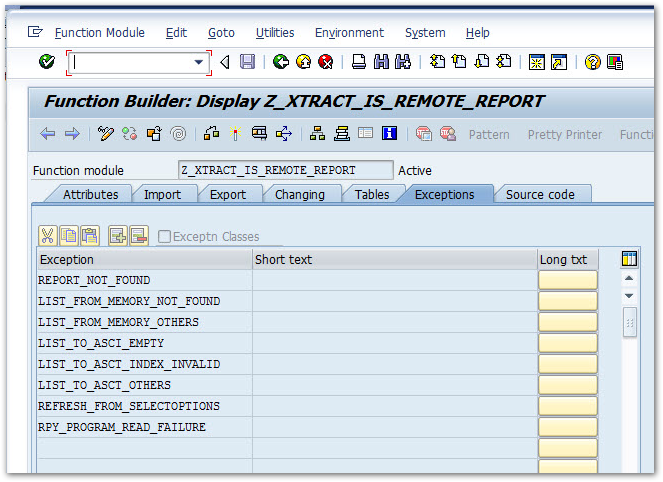 Function Module Edit Goto Utilities Environment System Help
Function Builder: Display Z_XTRACT_IS_REMOTE_REPORT
Pattern Pretty Printer Functi
Function module Z_XTRACT_IS_REMOTE_REPORT Active
Attributes Import Export Changing Tables Exceptions Source code
Exceptn Classes
Exception Short text Long txt
REPORT_NOT_FOUND
LIST_FROM_MEMORY_NOT_FOUND
LIST_FROM_MEMORY_OTHERS
LIST_TO_ASCI_EMPTY
LIST_TO_ASCT_INDEX_INVALID
LIST_TO_ASCT_OTHERS
REFRESH_FROM_SELECTOPTIONS
RPY_PROGRAM_READ_FAILURE